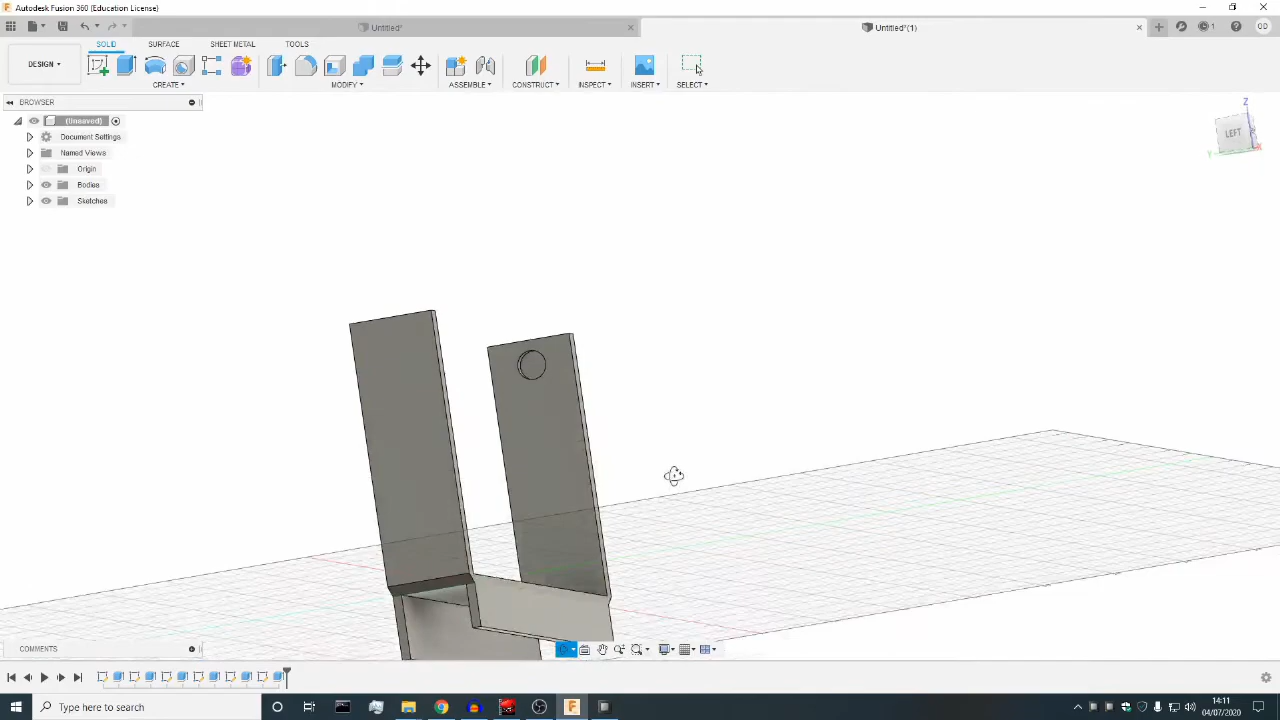 Autodesk Fusion 360 (Education License)
Untitled*
Untitled*(1)
1
OD
SOLID
SURFACE
SHEET METAL
TOOLS
DESIGN
CREATE
MODIFY
ASSEMBLE
CONSTRUCT
INSPECT
INSERT
SELECT
BROWSER
(Unsaved)
Document Settings
Named Views
Origin
Bodies
Sketches
Z
LEFT
Y
X
COMMENTS
Type here to search
14:11
04/07/2020